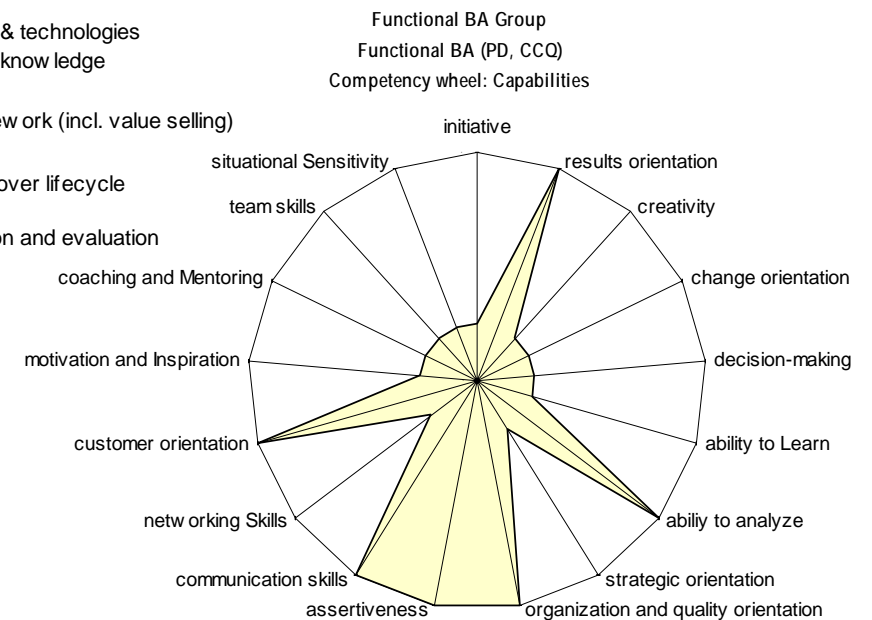 & technologies
know ledge
ew ork (incl. value selling)
over lifecycle
on and evaluation
Functional BA Group
Functional BA (PD, CCQ)
Competency wheel: Capabilities
initiative
results orientation
creativity
change orientation
decision-making
ability to Learn
abiliy to analyze
strategic orientation
organization and quality orientation
assertiveness
communication skills
netw orking Skills
customer orientation
motivation and Inspiration
coaching and Mentoring
team skills
situational Sensitivity